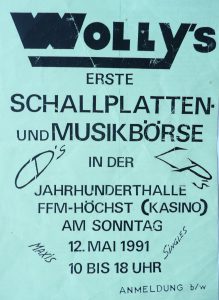 WOLLY'S
ERSTE
SCHALLPLATTEN-
UND MUSIKBÖRSE
CD's
IN DER
LP's
JAHRHUNDERTHALLE
FFM-HÖCHST (KASINO)
AM SONNTAG
MAXIS
12. MAI 1991
SINGLES
10 BIS 18 UHR
ANMELDUNG b/w